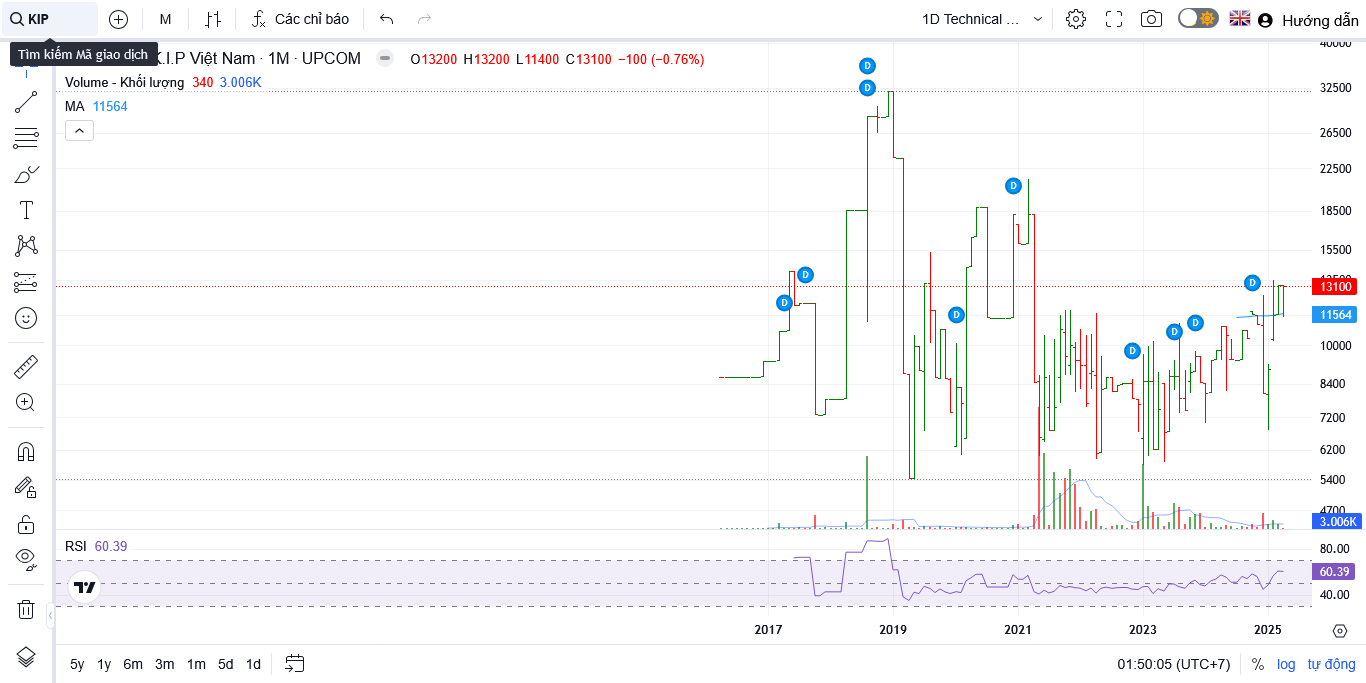 KIP
M
Các chỉ báo
1D Technical ...
Hướng dẫn
Tìm kiếm Mã giao dịch
K.I.P Việt Nam · 1M · UPCOM
O13200 H13200 L11400 C13100 −100 (−0.76%)
Volume - Khối lượng 340 3.006K
MA 11564
D
D
D
D
D
D
D
D
D
D
40000
32500
26500
22500
18500
15500
13100
11564
10000
8400
7200
6200
5400
4700
3.006K
RSI 60.39
80.00
60.39
40.00
2017
2019
2021
2023
2025
5y 1y 6m 3m 1m 5d 1d
01:50:05 (UTC+7)
%
log
tự động